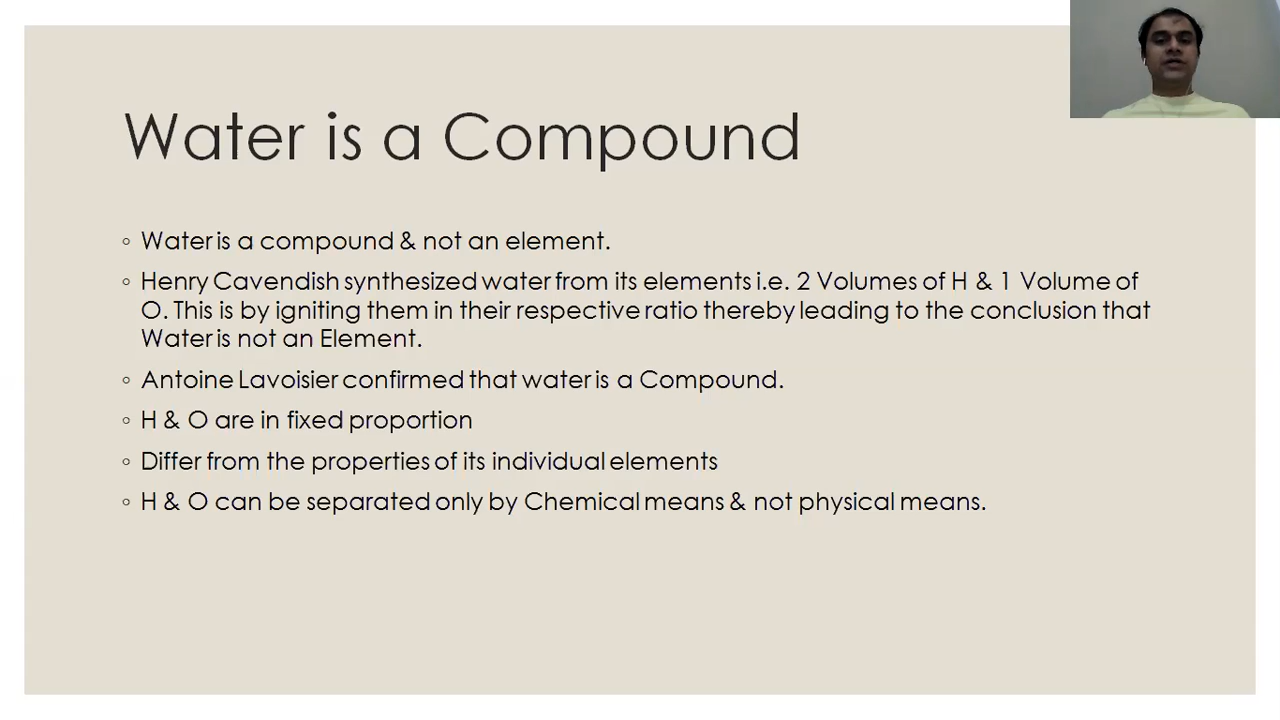 Water is a Compound
◦ Water is a compound & not an element.
◦ Henry Cavendish synthesized water from its elements i.e. 2 Volumes of H & 1 Volume of
O. This is by igniting them in their respective ratio thereby leading to the conclusion that
Water is not an Element.
◦ Antoine Lavoisier confirmed that water is a Compound.
◦ H & O are in fixed proportion
◦ Differ from the properties of its individual elements
◦ H & O can be separated only by Chemical means & not physical means.